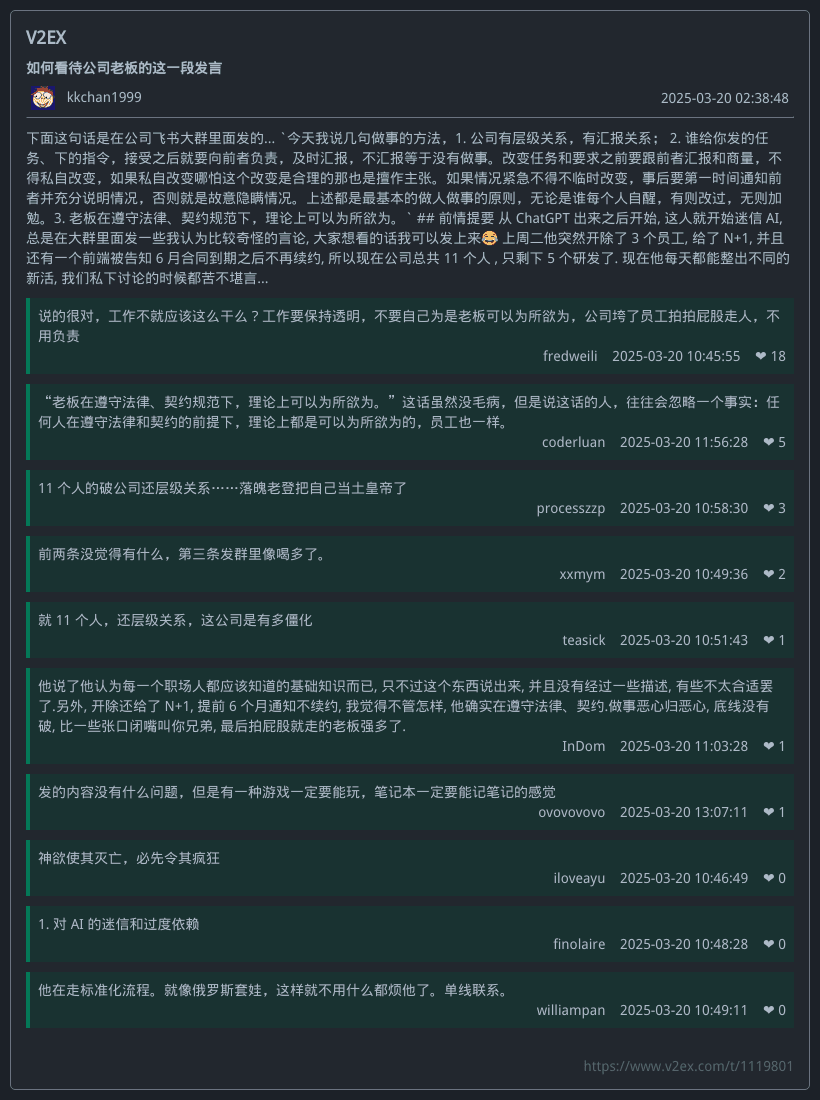 V2EX
如何看待公司老板的这一段发言
kkchan1999 2025-03-20 02:38:48
下面这句话是在公司飞书大群里面发的... `今天我说几句做事的方法，1. 公司有层级关系，有汇报关系； 2. 谁给你发的任
务、下的指令，接受之后就要向前者负责，及时汇报，不汇报等于没有做事。改变任务和要求之前要跟前者汇报和商量，不
得私自改变，如果私自改变哪怕这个改变是合理的那也是擅作主张。如果情况紧急不得不临时改变，事后要第一时间通知前
者并充分说明情况，否则就是故意隐瞒情况。上述都是最基本的做人做事的原则，无论是谁每个人自醒，有则改过，无则加
勉。3. 老板在遵守法律、契约规范下，理论上可以为所欲为。` ## 前情提要 从 ChatGPT 出来之后开始, 这人就开始迷信 AI,
总是在大群里面发一些我认为比较奇怪的言论, 大家想看的话我可以发上来😂 上周二他突然开除了 3 个员工, 给了 N+1, 并且
还有一个前端被告知 6 月合同到期之后不再续约, 所以现在公司总共 11 个人 , 只剩下 5 个研发了. 现在他每天都能整出不同的
新活, 我们私下讨论的时候都苦不堪言...
说的很对，工作不就应该这么干么？工作要保持透明，不要自己为是老板可以为所欲为，公司垮了员工拍拍屁股走人，不
用负责
fredweili 2025-03-20 10:45:55 ❤ 18
“老板在遵守法律、契约规范下，理论上可以为所欲为。”这话虽然没毛病，但是说这话的人，往往会忽略一个事实：任
何人在遵守法律和契约的前提下，理论上都是可以为所欲为的，员工也一样。
coderluan 2025-03-20 11:56:28 ❤ 5
11 个人的破公司还层级关系……落魄老登把自己当土皇帝了
processzzp 2025-03-20 10:58:30 ❤ 3
前两条没觉得有什么，第三条发群里像喝多了。
xxmym 2025-03-20 10:49:36 ❤ 2
就 11 个人，还层级关系，这公司是有多僵化
teasick 2025-03-20 10:51:43 ❤ 1
他说了他认为每一个职场人都应该知道的基础知识而已, 只不过这个东西说出来, 并且没有经过一些描述, 有些不太合适罢
了.另外, 开除还给了 N+1, 提前 6 个月通知不续约, 我觉得不管怎样, 他确实在遵守法律、契约.做事恶心归恶心, 底线没有
破, 比一些张口闭嘴叫你兄弟, 最后拍屁股就走的老板强多了.
InDom 2025-03-20 11:03:28 ❤ 1
发的内容没有什么问题，但是有一种游戏一定要能玩，笔记本一定要能记笔记的感觉
ovovovovo 2025-03-20 13:07:11 ❤ 1
神欲使其灭亡，必先令其疯狂
iloveayu 2025-03-20 10:46:49 ❤ 0
1. 对 AI 的迷信和过度依赖
finolaire 2025-03-20 10:48:28 ❤ 0
他在走标准化流程。就像俄罗斯套娃，这样就不用什么都烦他了。单线联系。
williampan 2025-03-20 10:49:11 ❤ 0
https://www.v2ex.com/t/1119801